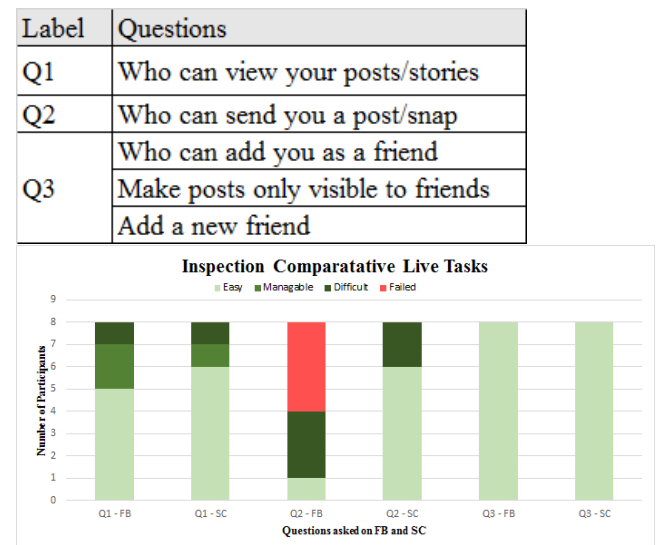 Label Questions
Q1 Who can view your posts/stories
Q2 Who can send you a post/snap
Who can add you as a friend
Q3 Make posts only visible to friends
Add a new friend
Inspection Comparatative Live Tasks
Easy Managable Difficult Failed
9
8
7
6
5
4
3
2
1
0
Number of Participants
Q1 - FB Q1 - SC Q2 - FB Q2 - SC Q3 - FB Q3 - SC
Questions asked on FB and SC